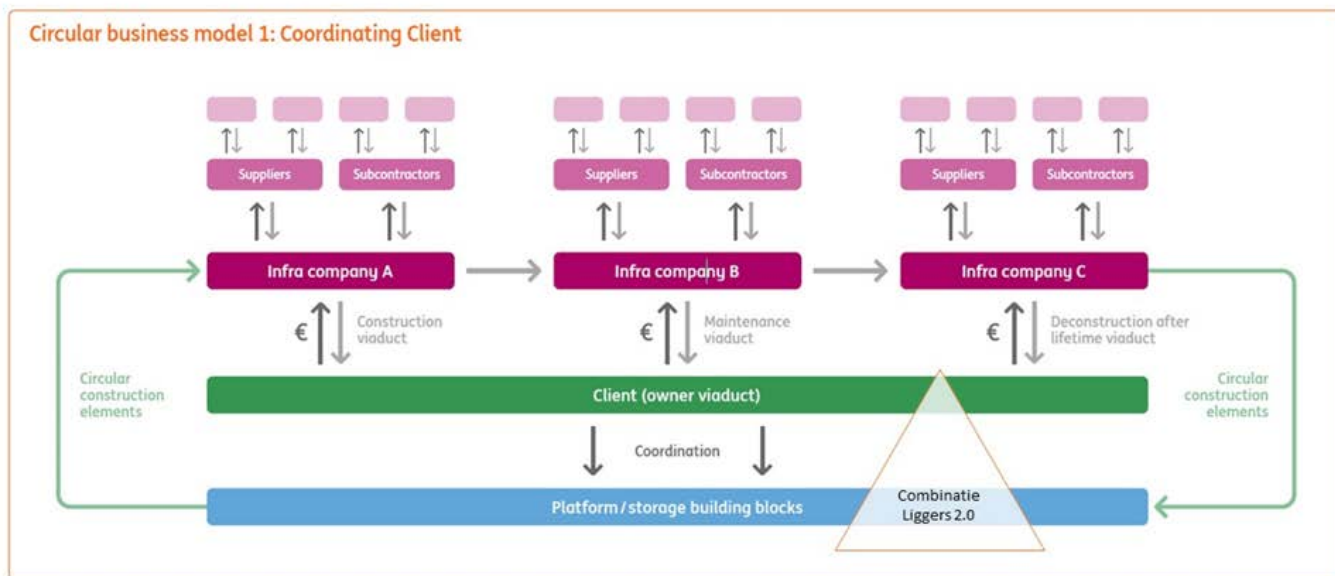 Circular business model 1: Coordinating Client
Suppliers
Subcontractors
Suppliers
Subcontractors
Suppliers
Subcontractors
Infra company A
Infra company B
Infra company C
€
Construction
viaduct
€
Maintenance
viaduct
€
Deconstruction after
lifetime viaduct
Circular
construction
elements
Client (owner viaduct)
Circular
construction
elements
Coordination
Platform/storage building blocks
Combinatie
Liggers 2.0